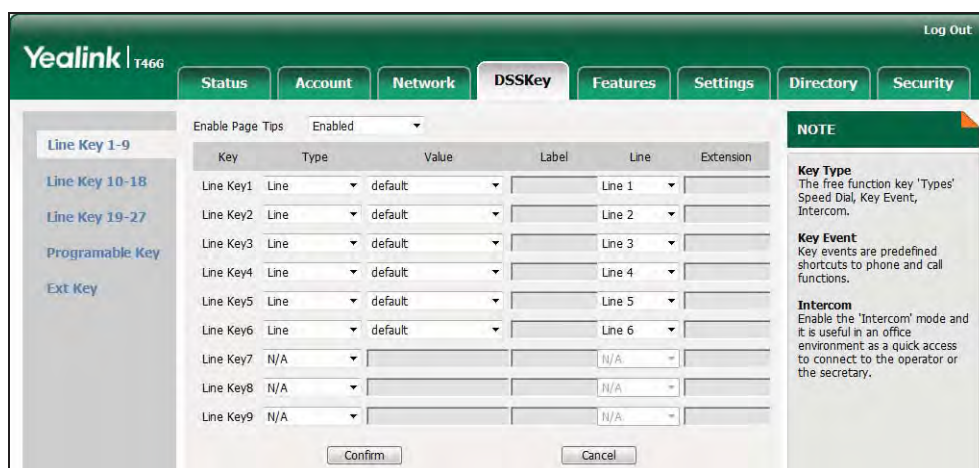 Log Out
Yealink T46G
Status Account Network DSSKey Features Settings Directory Security
Line Key 1-9
Line Key 10-18
Line Key 19-27
Programable Key
Ext Key
Enable Page Tips Enabled
Key Type Value Label Line Extension
Line Key1 Line default Line 1
Line Key2 Line default Line 2
Line Key3 Line default Line 3
Line Key4 Line default Line 4
Line Key5 Line default Line 5
Line Key6 Line default Line 6
Line Key7 N/A N/A
Line Key8 N/A N/A
Line Key9 N/A N/A
Confirm Cancel
NOTE
Key Type
The free function key 'Types'
Speed Dial, Key Event,
Intercom.
Key Event
Key events are predefined
shortcuts to phone and call
functions.
Intercom
Enable the 'Intercom' mode and
it is useful in an office
environment as a quick access
to connect to the operator or
the secretary.